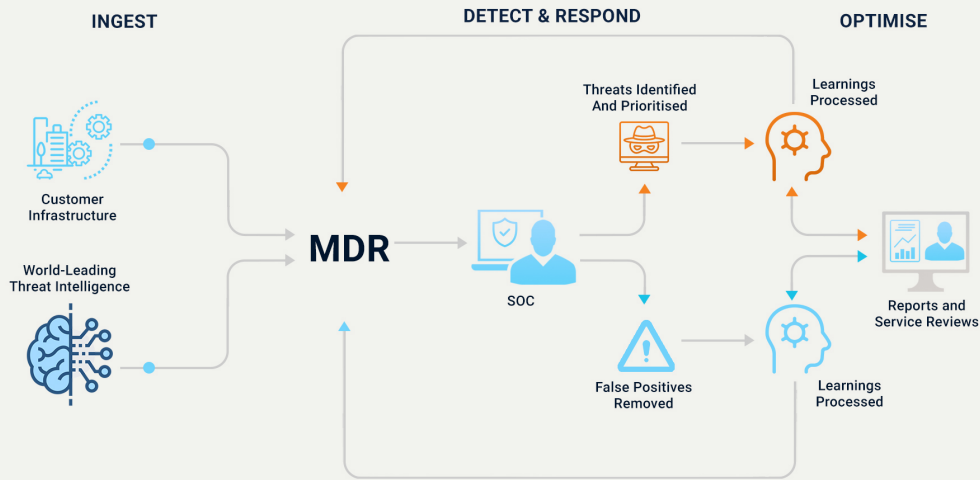 INGEST
DETECT & RESPOND
OPTIMISE
Customer
Infrastructure
World-Leading
Threat Intelligence
MDR
SOC
Threats Identified
And Prioritised
False Positives
Removed
Learnings
Processed
Learnings
Processed
Reports and
Service Reviews